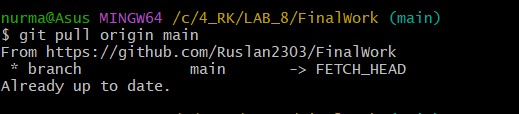 nurma@Asus MINGW64 /c/4_RK/LAB_8/FinalWork (main)
$ git pull origin main
From https://github.com/Ruslan2303/FinalWork
 * branch            main       -> FETCH_HEAD
Already up to date.